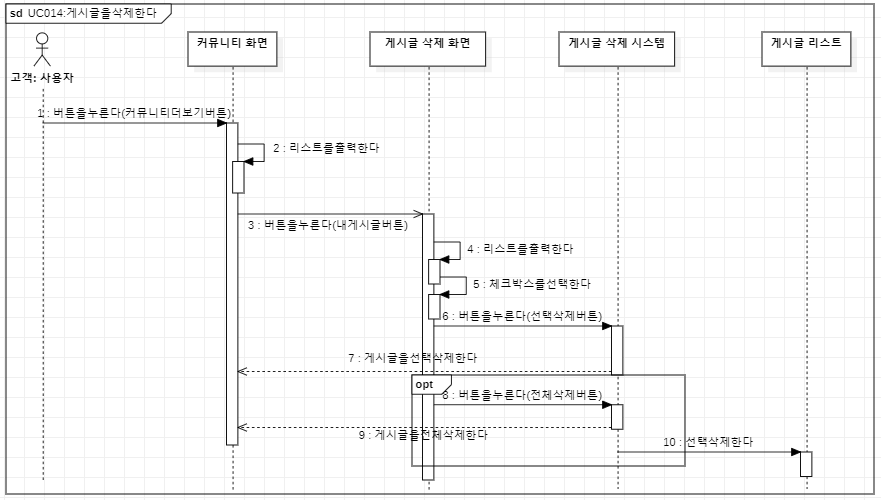 sd UC014:게시글을삭제한다
커뮤니티 화면
게시글 삭제 화면
게시글 삭제 시스템
게시글 리스트
고객: 사용자
1 : 버튼을누른다(커뮤니티더보기버튼)
2 : 리스트를출력한다
3 : 버튼을누른다(내게시글버튼)
4 : 리스트를출력한다
5 : 체크박스를선택한다
6 : 버튼을누른다(선택삭제버튼)
7 : 게시글을선택삭제한다
opt
8 : 버튼을누른다(전체삭제버튼)
9 : 게시글을전체삭제한다
10 : 선택삭제한다